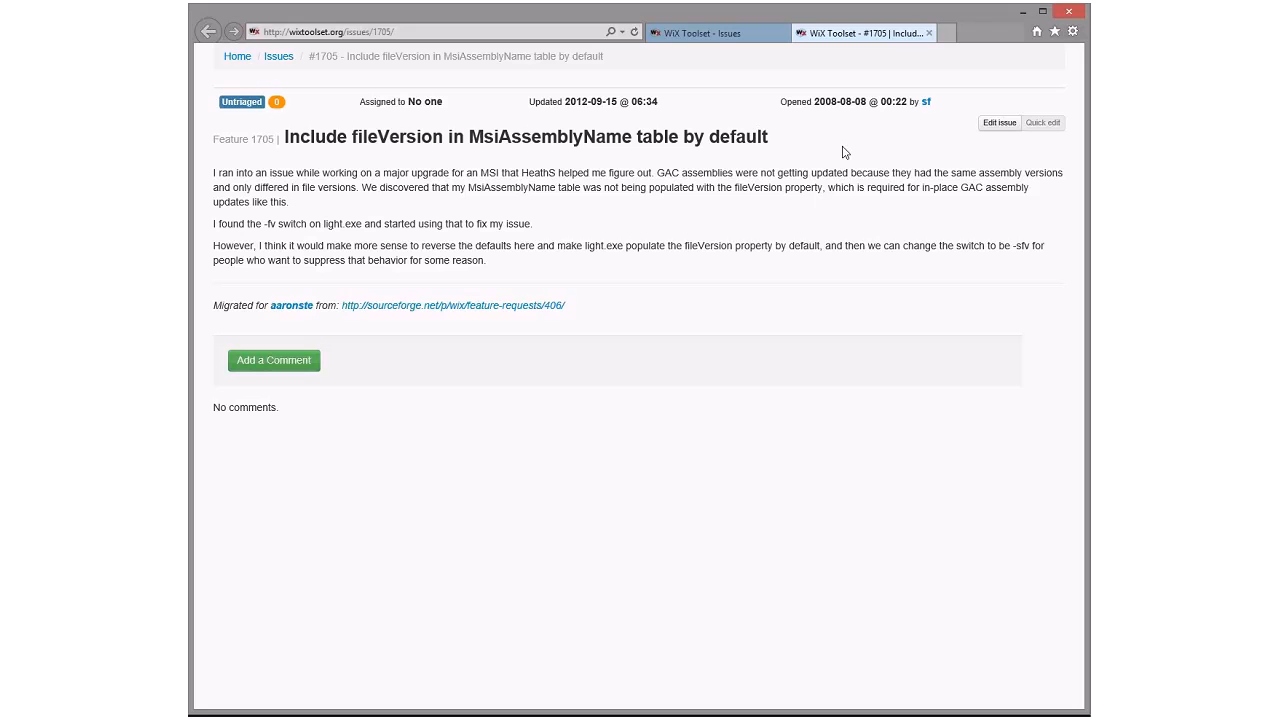 http://wixtoolset.org/issues/1705/
WiX Toolset - Issues
WiX Toolset - #1705 | Includ...
Home / Issues / #1705 - Include fileVersion in MsiAssemblyName table by default
Untriaged 0 Assigned to No one Updated 2012-09-15 @ 06:34 Opened 2008-08-08 @ 00:22 by sf
Edit issue Quick edit
Feature 1705 | Include fileVersion in MsiAssemblyName table by default
I ran into an issue while working on a major upgrade for an MSI that HeathS helped me figure out. GAC assemblies were not getting updated because they had the same assembly versions
and only differed in file versions. We discovered that my MsiAssemblyName table was not being populated with the fileVersion property, which is required for in-place GAC assembly
updates like this.
I found the -fv switch on light.exe and started using that to fix my issue.
However, I think it would make more sense to reverse the defaults here and make light.exe populate the fileVersion property by default, and then we can change the switch to be -sfv for
people who want to suppress that behavior for some reason.
Migrated for aaronste from: http://sourceforge.net/p/wix/feature-requests/406/
Add a Comment
No comments.